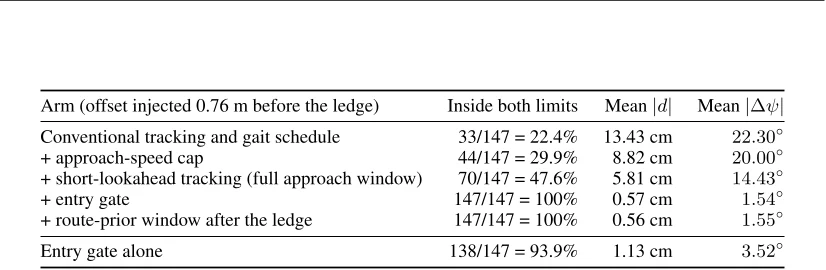 Arm (offset injected 0.76 m before the ledge) Inside both limits Mean |d| Mean |Δψ|
Conventional tracking and gait schedule 33/147 = 22.4% 13.43 cm 22.30°
+ approach-speed cap 44/147 = 29.9% 8.82 cm 20.00°
+ short-lookahead tracking (full approach window) 70/147 = 47.6% 5.81 cm 14.43°
+ entry gate 147/147 = 100% 0.57 cm 1.54°
+ route-prior window after the ledge 147/147 = 100% 0.56 cm 1.55°
Entry gate alone 138/147 = 93.9% 1.13 cm 3.52°